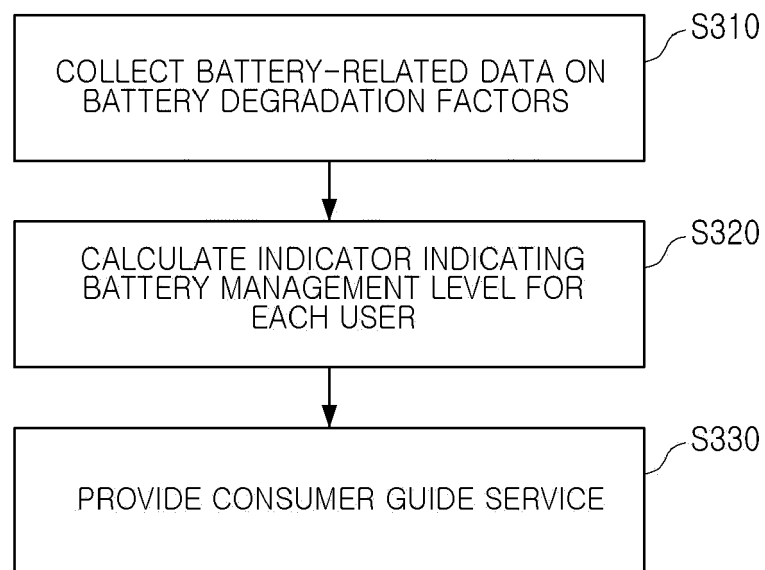 S310
COLLECT BATTERY-RELATED DATA ON
BATTERY DEGRADATION FACTORS
S320
CALCULATE INDICATOR INDICATING
BATTERY MANAGEMENT LEVEL FOR
EACH USER
S330
PROVIDE CONSUMER GUIDE SERVICE